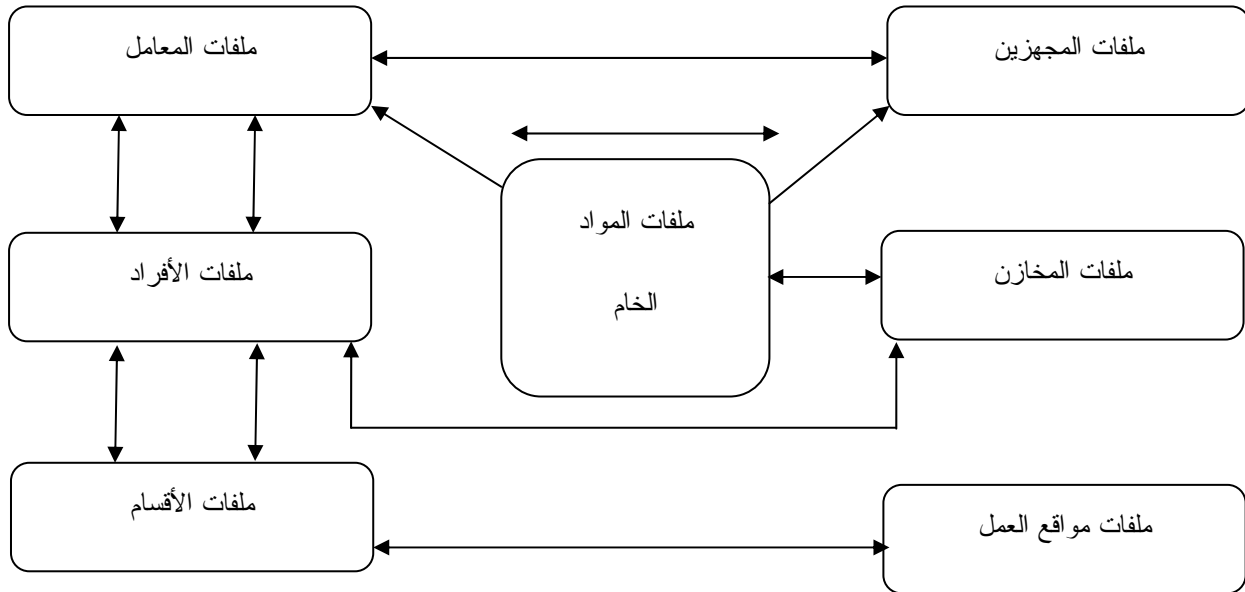 ملفات المجهزين
ملفات المعامل
ملفات المواد
الخام
ملفات المخازن
ملفات الأفراد
ملفات مواقع العمل
ملفات الأقسام